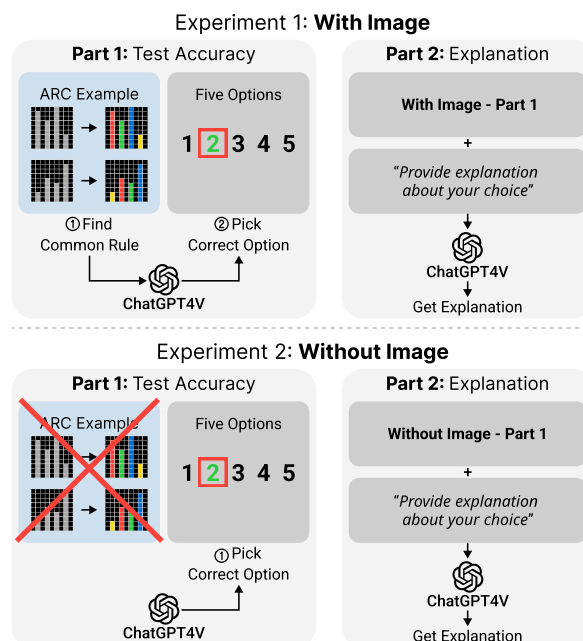 Experiment 1: With Image
Part 1: Test Accuracy
ARC Example
Five Options
1 2 3 4 5
①Find
Common Rule
② Pick
Correct Option
ChatGPT4V
Part 2: Explanation
With Image - Part 1
+
"Provide explanation
about your choice"
ChatGPT4V
Get Explanation
Experiment 2: Without Image
Part 1: Test Accuracy
ARC Example
Five Options
1 2 3 4 5
① Pick
Correct Option
ChatGPT4V
Part 2: Explanation
Without Image - Part 1
+
"Provide explanation
about your choice"
ChatGPT4V
Get Explanation